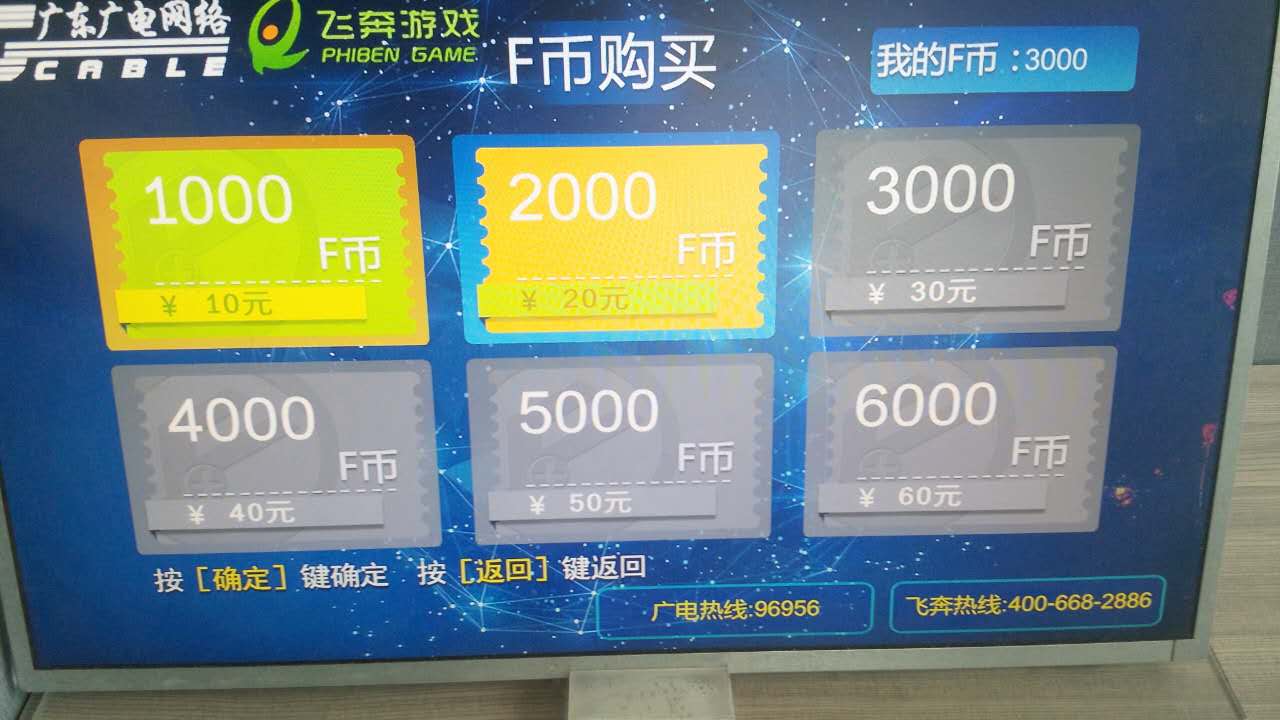 广东广电网络
CABLE
飞奔游戏
PHIBEN GAME
F币购买
我的F币 :3000
1000
F币
¥ 10元
2000
F币
¥ 20元
3000
F币
¥ 30元
4000
F币
¥ 40元
5000
F币
¥ 50元
6000
F币
¥ 60元
按［确定］键确定 按［返回］键返回
广电热线:96956
飞奔热线:400-668-2886